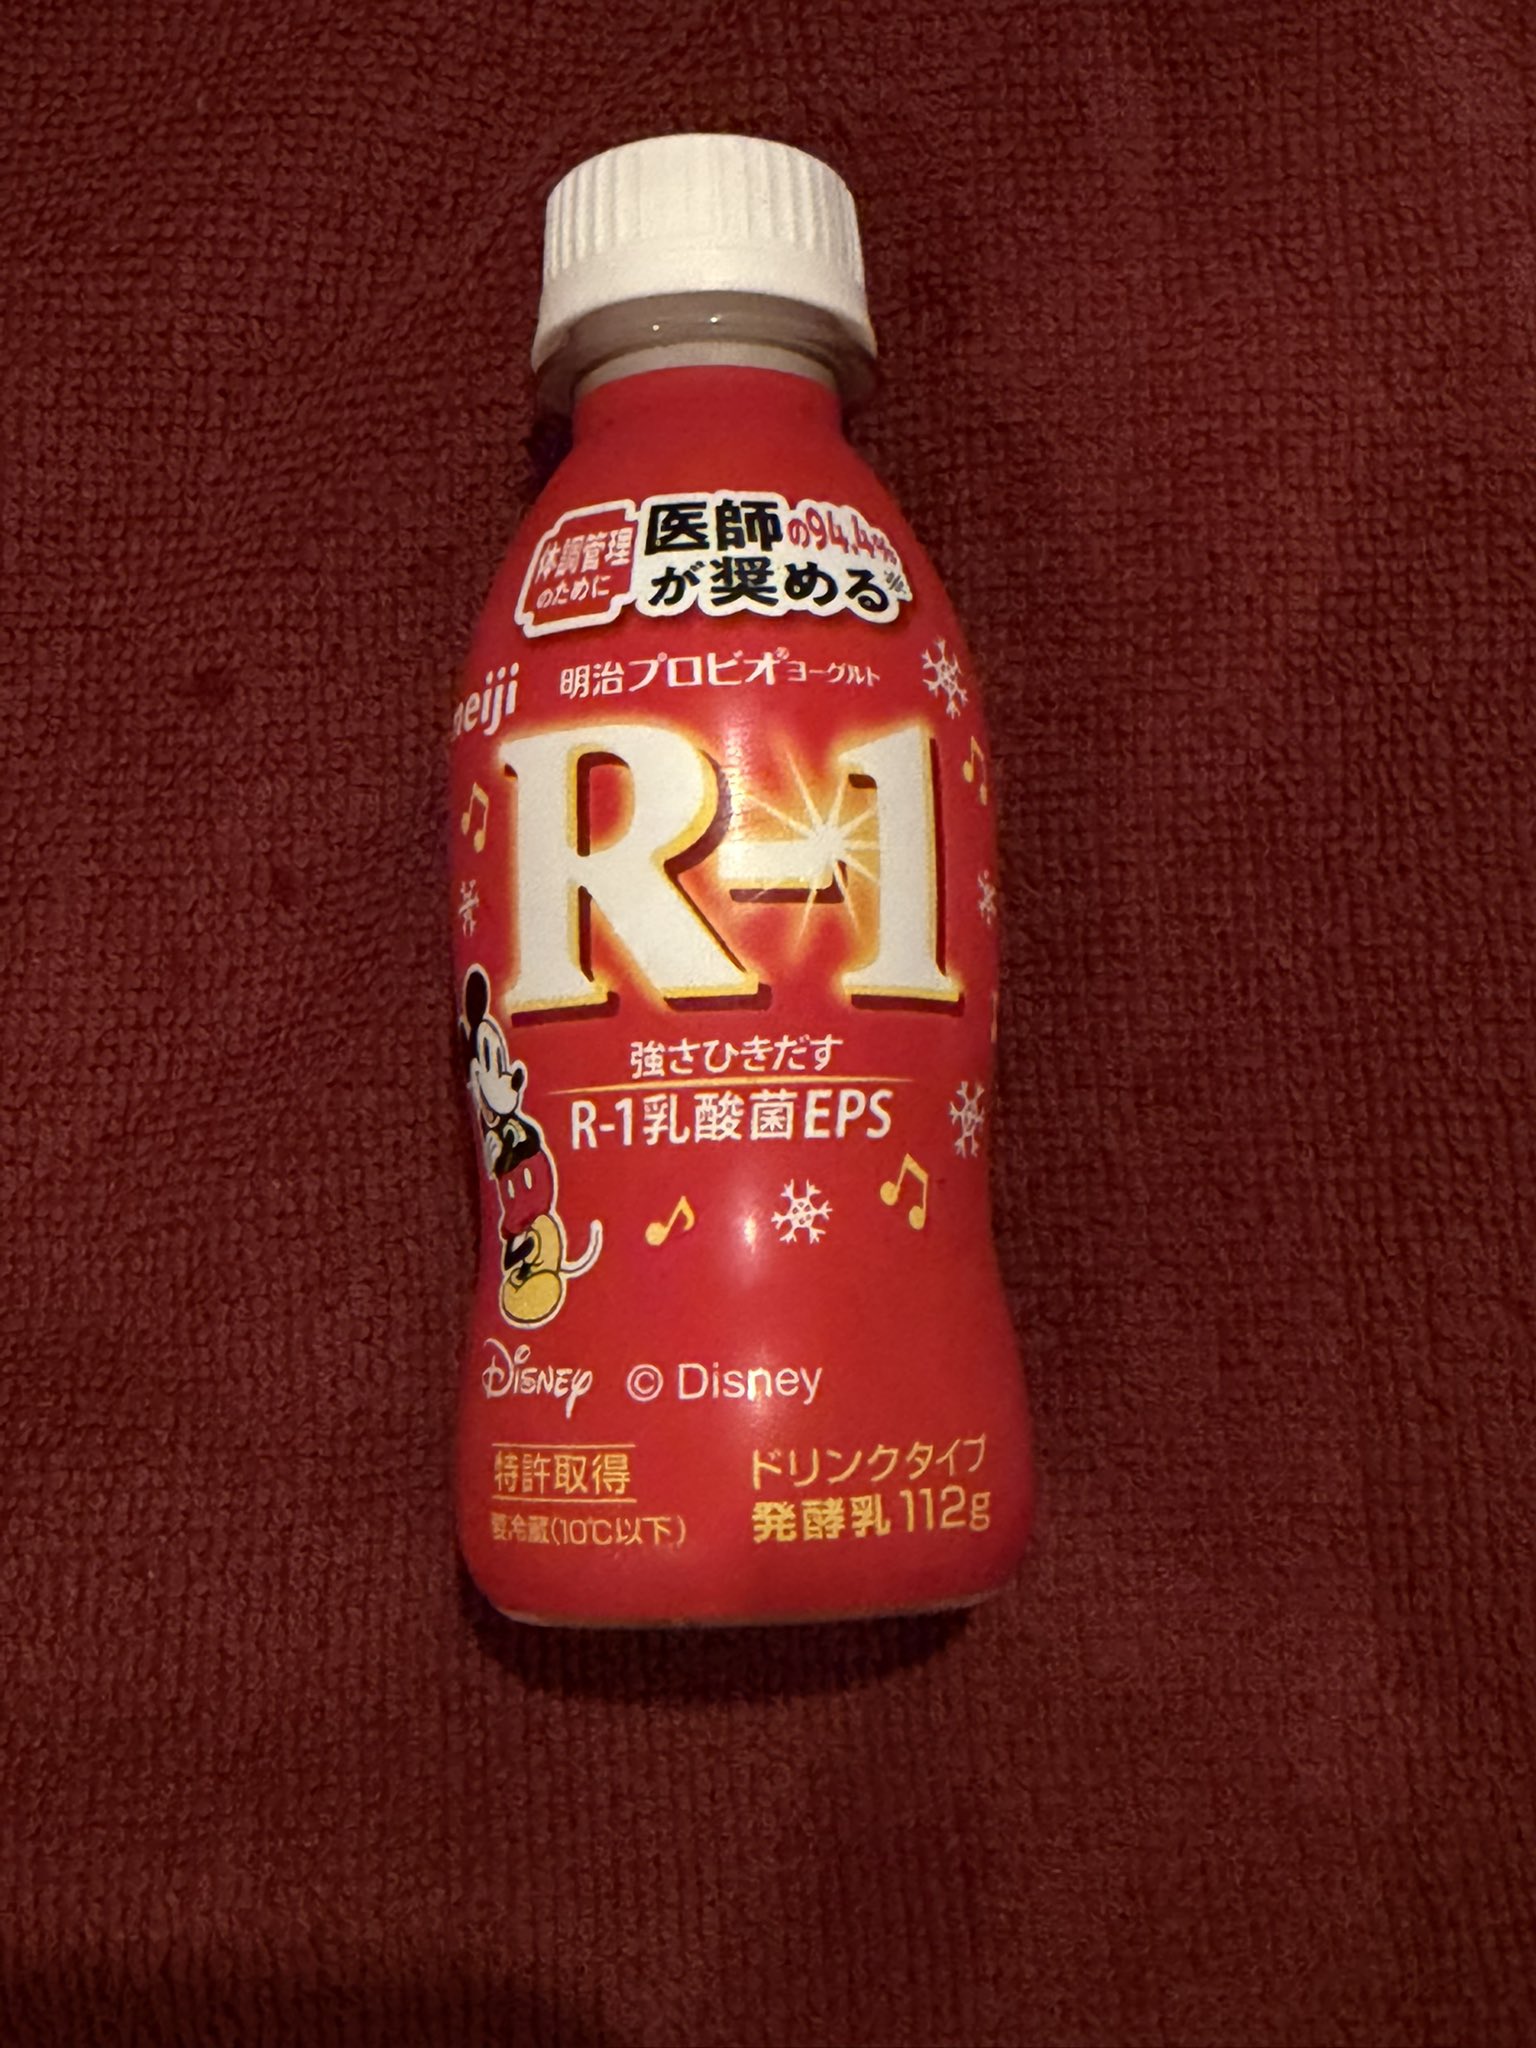 体調管理
のために
医師の94.4%
が奨める※
meiji
明治プロビオ®ヨーグルト
R-1
強さひきだす
R-1乳酸菌EPS
Disney © Disney
特許取得
要冷蔵(10℃以下)
ドリンクタイプ
発酵乳 112g